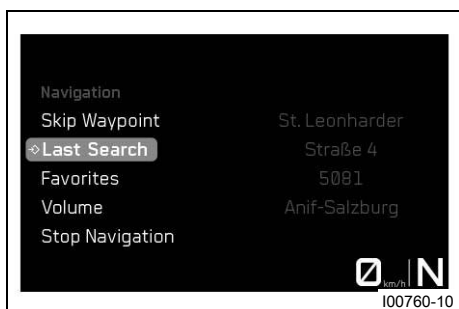 Navigation
Skip Waypoint
St. Leonharder
Last Search
Straße 4
Favorites
5081
Volume
Anif-Salzburg
Stop Navigation
0 km/h N
I00760-10